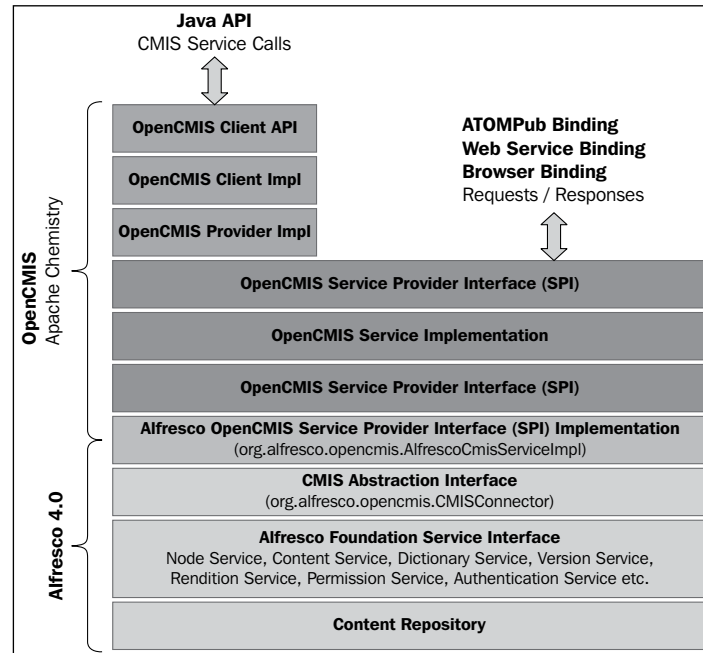 Java API
CMIS Service Calls
OpenCMIS Client API
OpenCMIS Client Impl
OpenCMIS Provider Impl
ATOMPub Binding
Web Service Binding
Browser Binding
Requests / Responses
OpenCMIS
Apache Chemistry
OpenCMIS Service Provider Interface (SPI)
OpenCMIS Service Implementation
OpenCMIS Service Provider Interface (SPI)
Alfresco OpenCMIS Service Provider Interface (SPI) Implementation
(org.alfresco.opencmis.AlfrescoCmisServiceImpl)
Alfresco 4.0
CMIS Abstraction Interface
(org.alfresco.opencmis.CMISConnector)
Alfresco Foundation Service Interface
Node Service, Content Service, Dictionary Service, Version Service,
Rendition Service, Permission Service, Authentication Service etc.
Content Repository